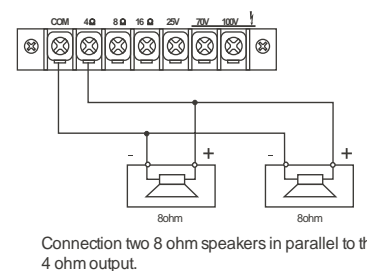 COM 4Ω 8Ω 16Ω 25V 70V 100V
- + - +
8ohm 8ohm
Connection two 8 ohm speakers in parallel to
4 ohm output.